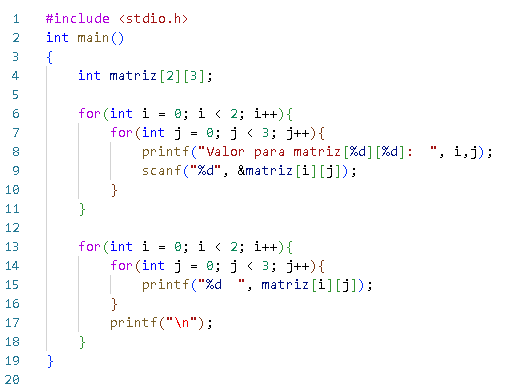 1 #include <stdio.h>
2 int main()
3 {
4     int matriz[2][3];
5
6     for(int i = 0; i < 2; i++){
7         for(int j = 0; j < 3; j++){
8             printf("Valor para matriz[%d][%d]:  ", i,j);
9             scanf("%d", &matriz[i][j]);
10         }
11     }
12
13     for(int i = 0; i < 2; i++){
14         for(int j = 0; j < 3; j++){
15             printf("%d  ", matriz[i][j]);
16         }
17         printf("\n");
18     }
19 }
20